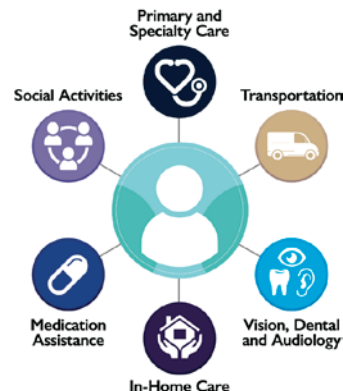 Primary and
Specialty Care
Social Activities
Transportation
Medication
Assistance
Vision, Dental
and Audiology
In-Home Care